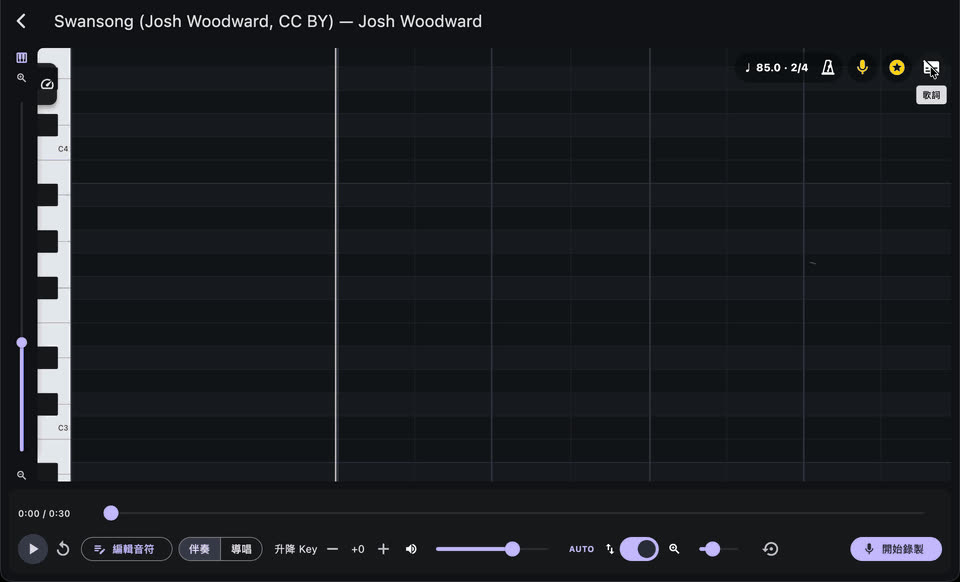 Swansong (Josh Woodward, CC BY) — Josh Woodward
♩ 85.0 · 2/4
歌詞
C4
C3
0:00 / 0:30
編輯音符
伴奏
導唱
升降 Key
+0
AUTO
開始錄製